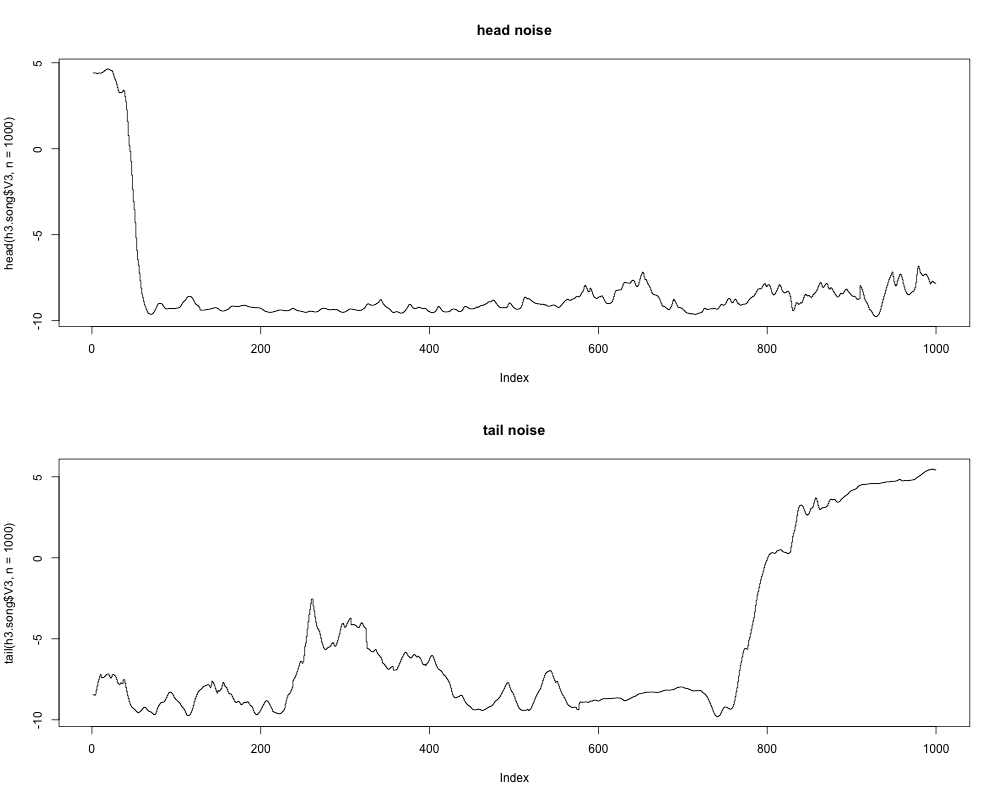 head noise
head(h3.song$V3, n = 1000)
5
0
-5
-10
0 200 400 600 800 1000
Index
tail noise
tail(h3.song$V3, n = 1000)
5
0
-5
-10
0 200 400 600 800 1000
Index